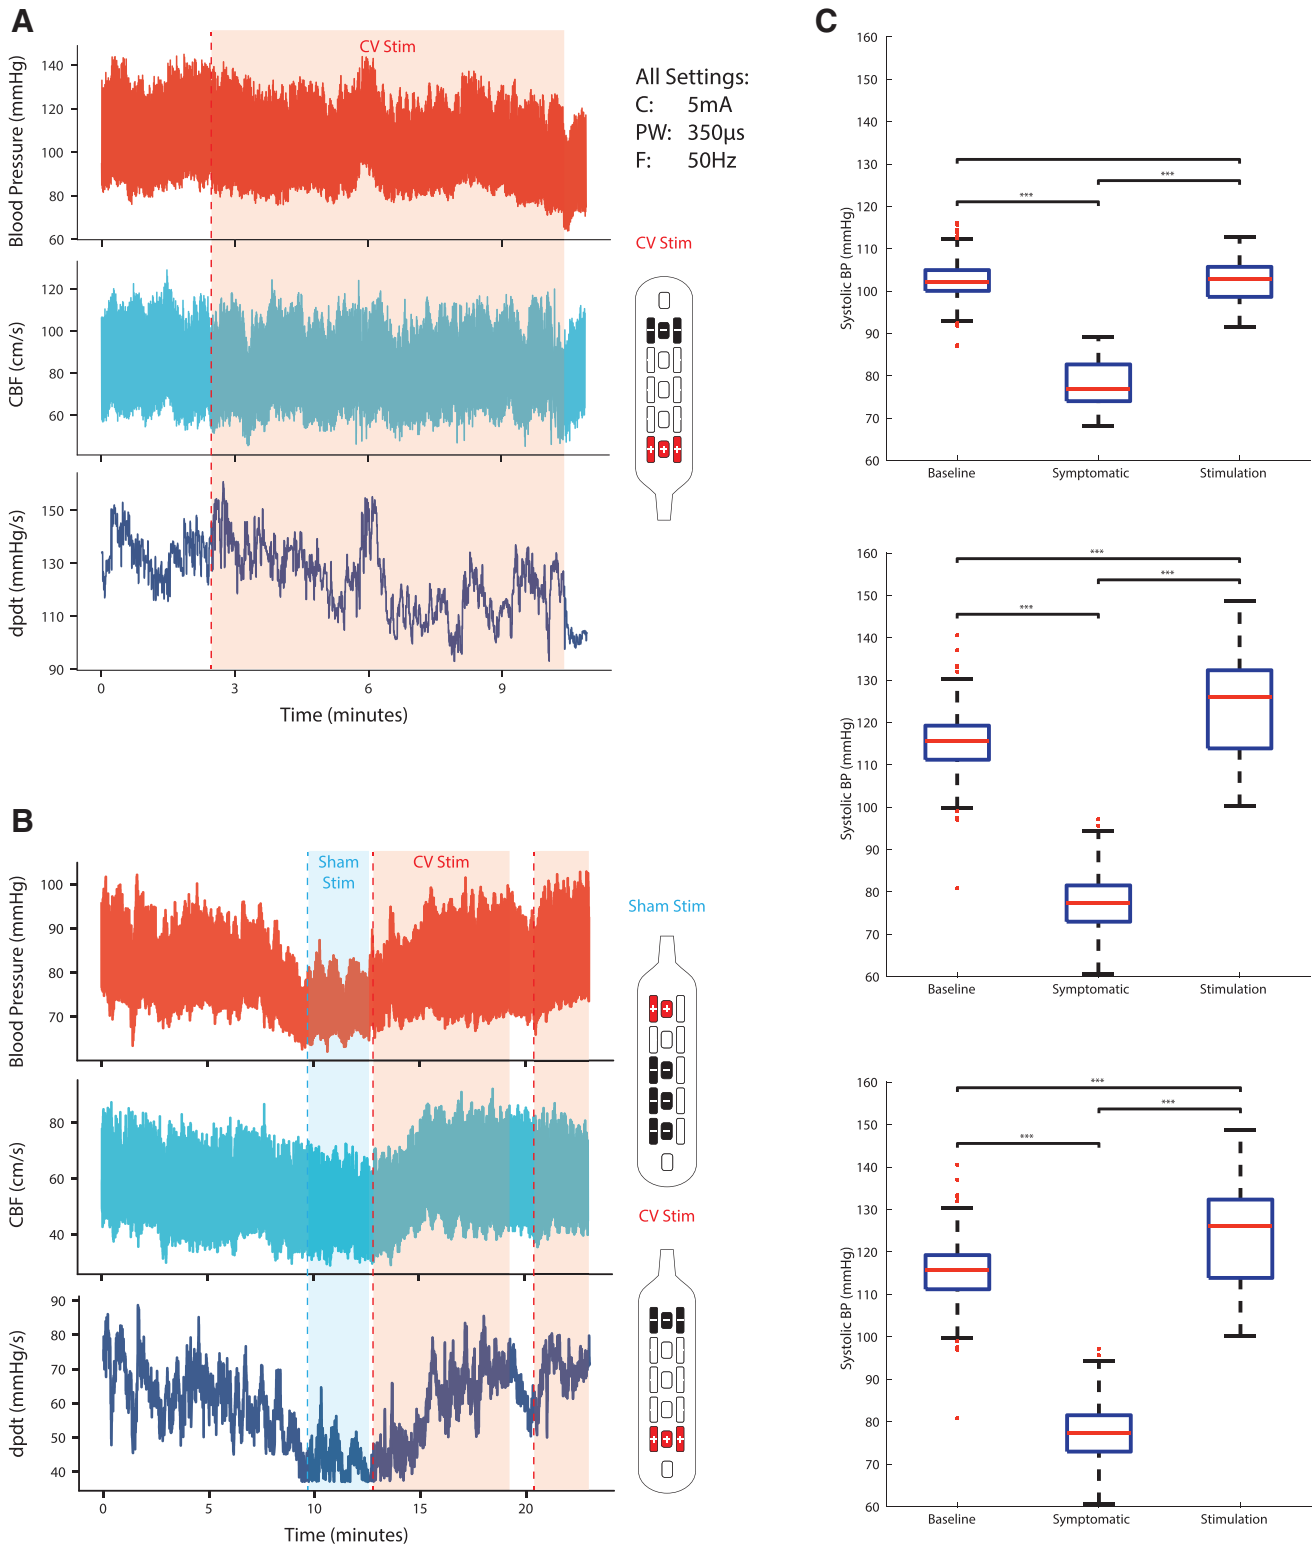 A
CV Stim
Blood Pressure (mmHg)
140
120
100
80
60
CBF (cm/s)
120
100
80
60
dpdt (mmHg/s)
150
130
110
90
0
3
6
9
Time (minutes)
All Settings:
C: 5mA
PW: 350µs
F: 50Hz
CV Stim
- - -
+ + +
B
Sham
Stim
CV Stim
Blood Pressure (mmHg)
100
90
80
70
CBF (cm/s)
80
60
40
dpdt (mmHg/s)
90
80
70
60
50
40
0
5
10
15
20
Time (minutes)
Sham Stim
+ +
- -
- -
- -
CV Stim
- - -
+ + +
C
Systolic BP (mmHg)
160
150
140
130
120
110
100
90
80
70
60
***
***
Baseline
Symptomatic
Stimulation
Systolic BP (mmHg)
160
150
140
130
120
110
100
90
80
70
60
***
***
***
Baseline
Symptomatic
Stimulation
Systolic BP (mmHg)
160
150
140
130
120
110
100
90
80
70
60
***
***
***
Baseline
Symptomatic
Stimulation